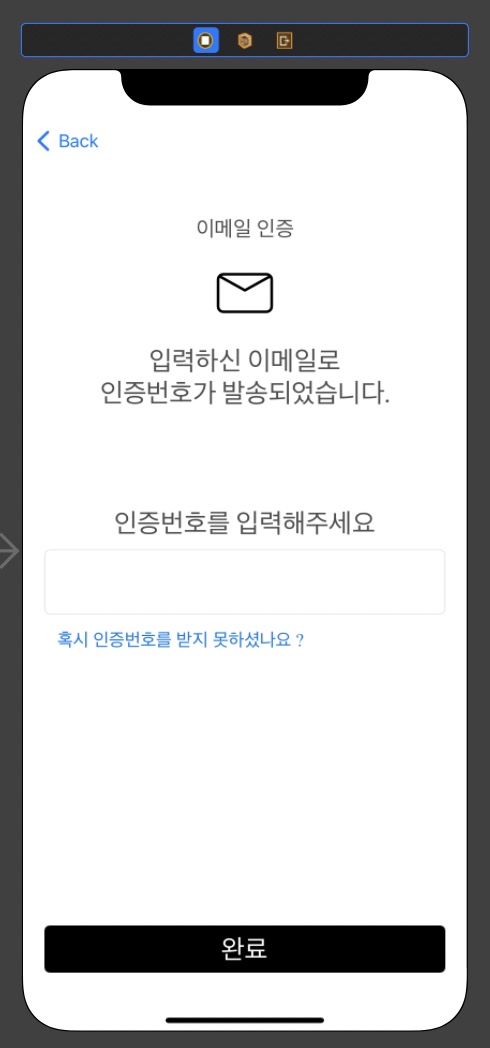 Back
이메일 인증
입력하신 이메일로
인증번호가 발송되었습니다.
인증번호를 입력해주세요
혹시 인증번호를 받지 못하셨나요 ?
완료